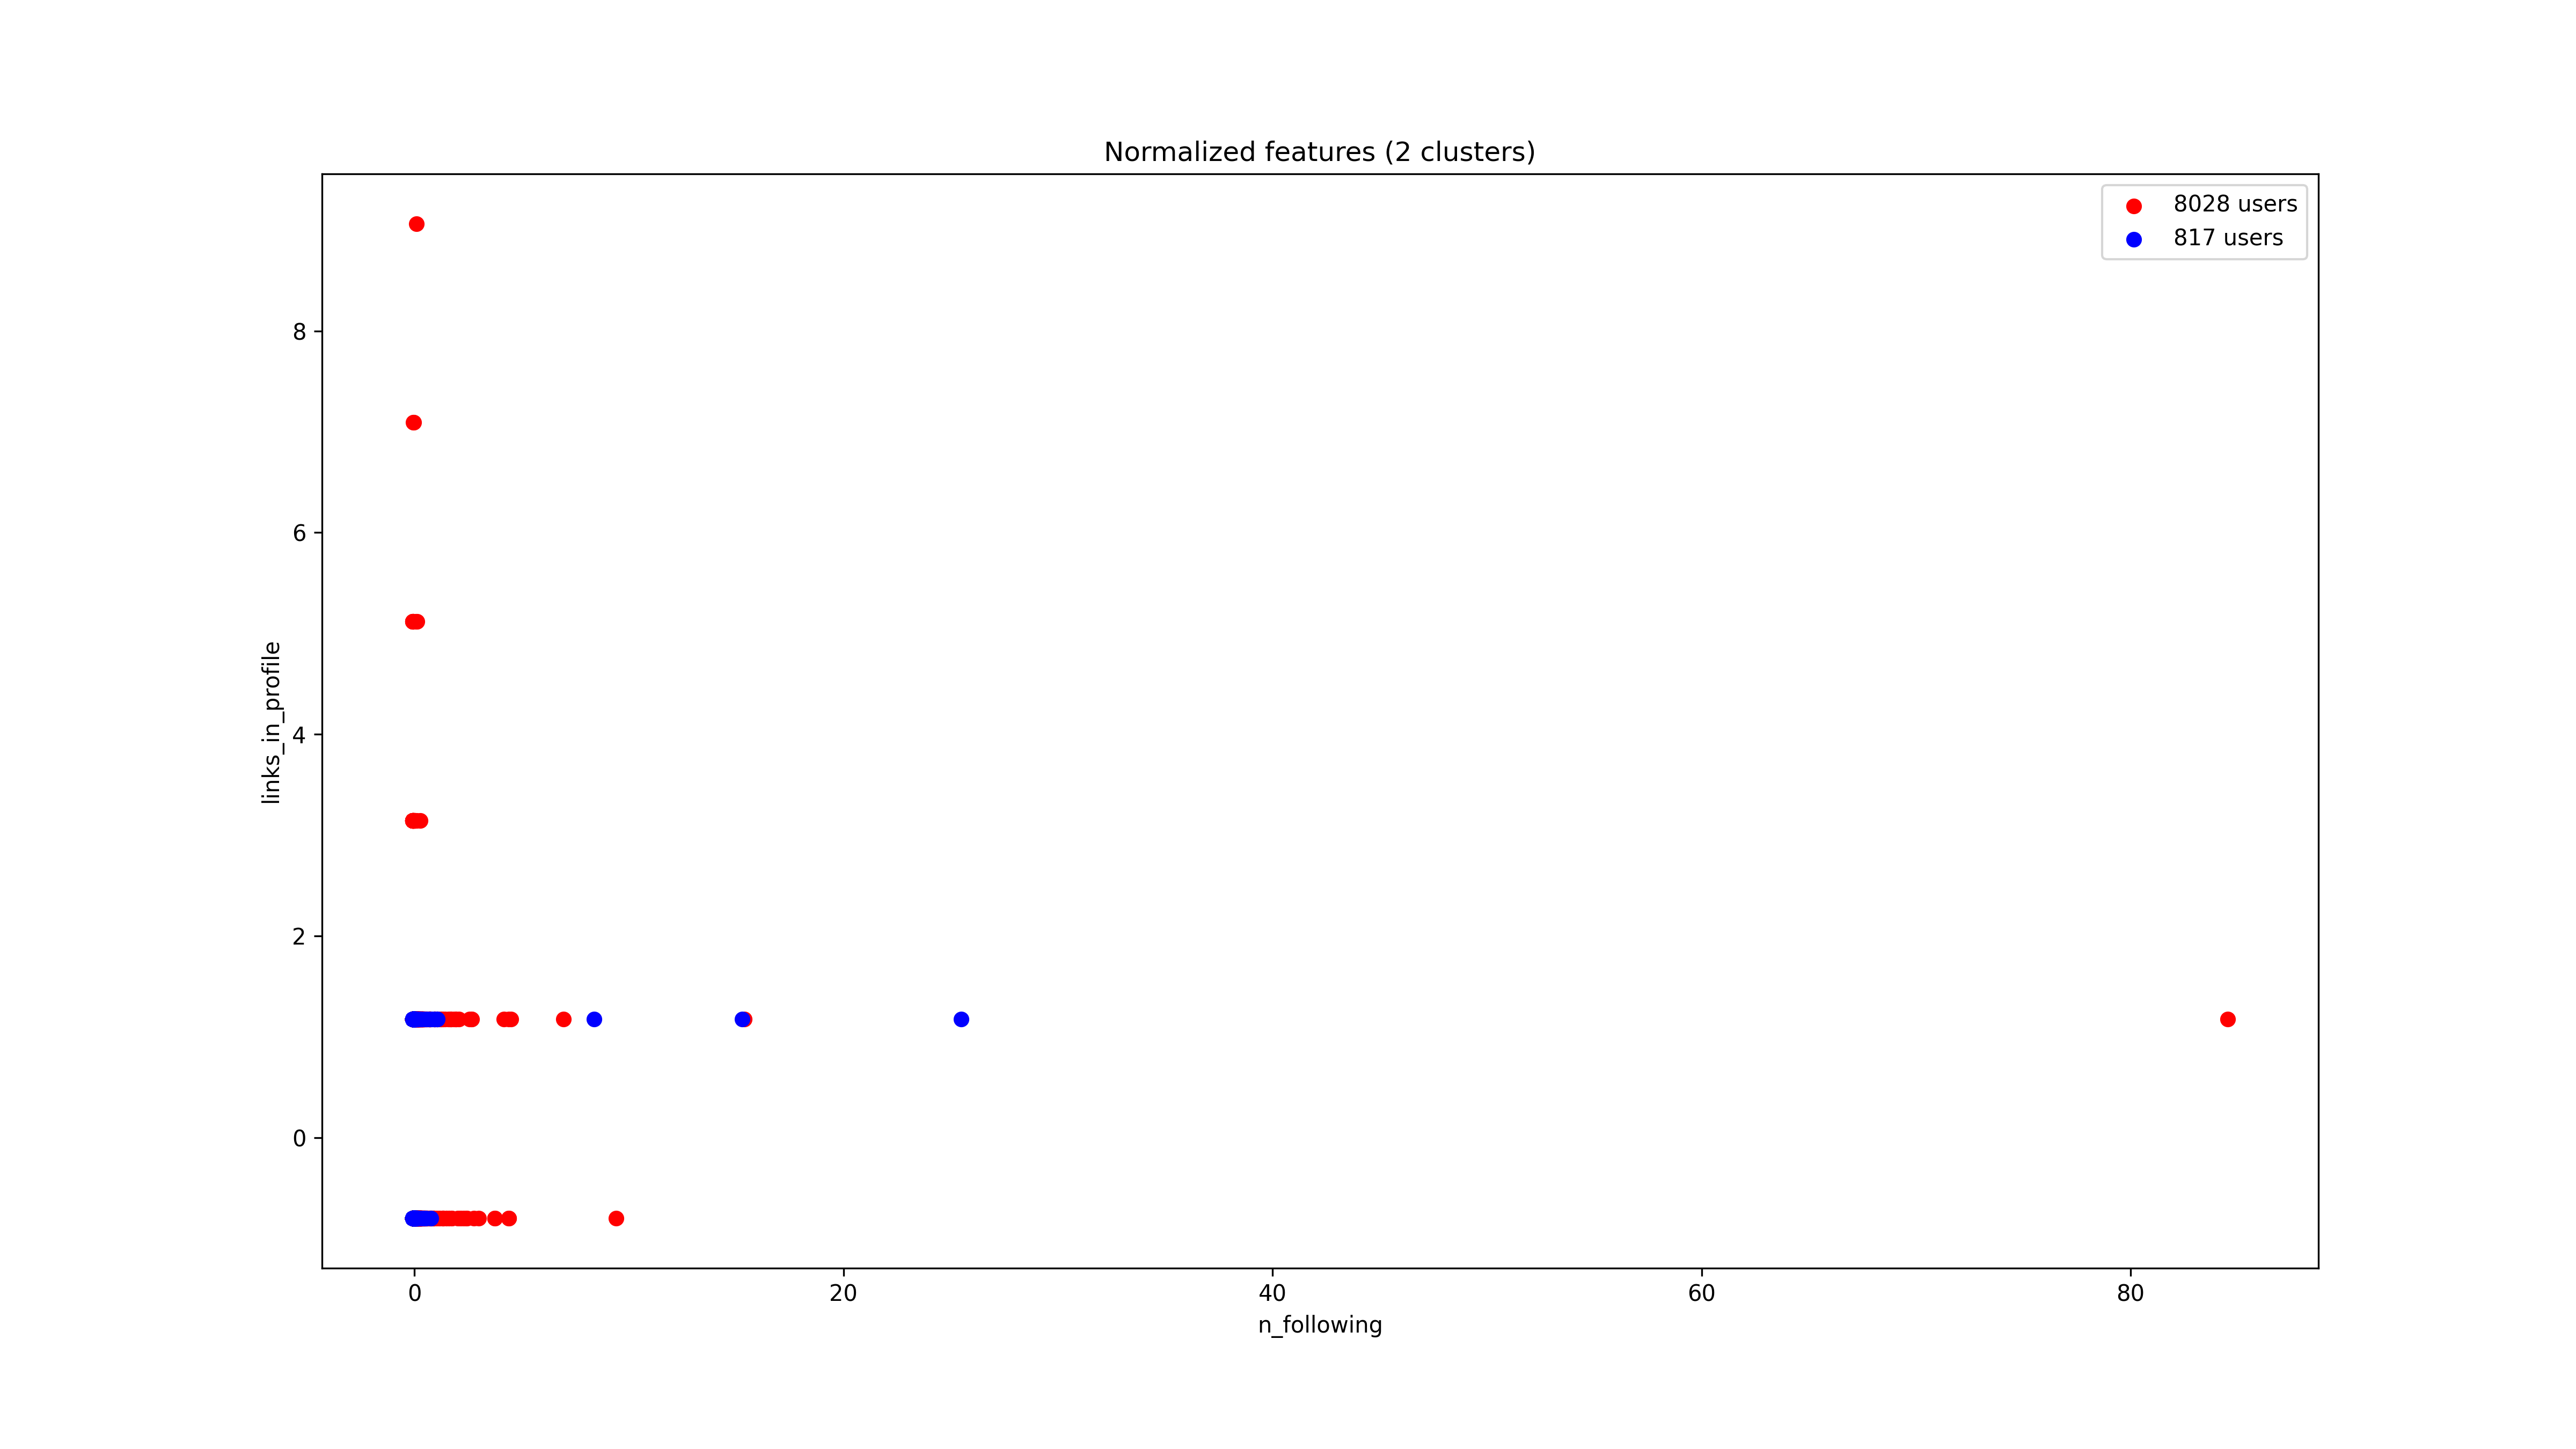 Normalized features (2 clusters)
8028 users
817 users
links_in_profile
8
6
4
2
0
0 20 40 60 80
n_following